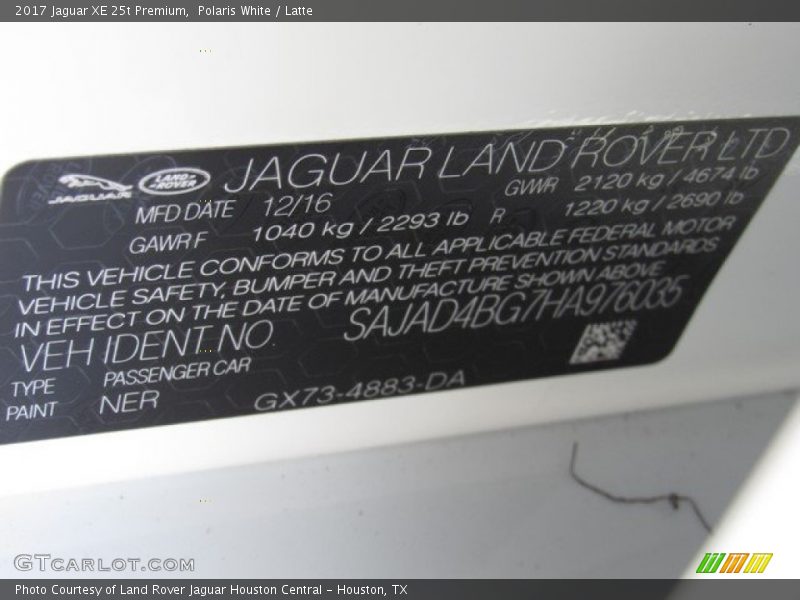 2017 Jaguar XE 25t Premium,  Polaris White / Latte
JAGUAR LAND-ROVER JAGUAR LAND ROVER LTD
MFD DATE 12/16 GWWR 2120 kg / 4674 lb
GAWR F 1040 kg / 2293 lb R 1220 kg / 2690 lb
THIS VEHICLE CONFORMS TO ALL APPLICABLE FEDERAL MOTOR
VEHICLE SAFETY, BUMPER AND THEFT PREVENTION STANDARDS
IN EFFECT ON THE DATE OF MANUFACTURE SHOWN ABOVE
VEH IDENT. NO SAJAD4BG7HA976035
TYPE PASSENGER CAR
PAINT NER GX73-4883-DA
GTCARLOT.COM
Photo Courtesy of Land Rover Jaguar Houston Central - Houston, TX